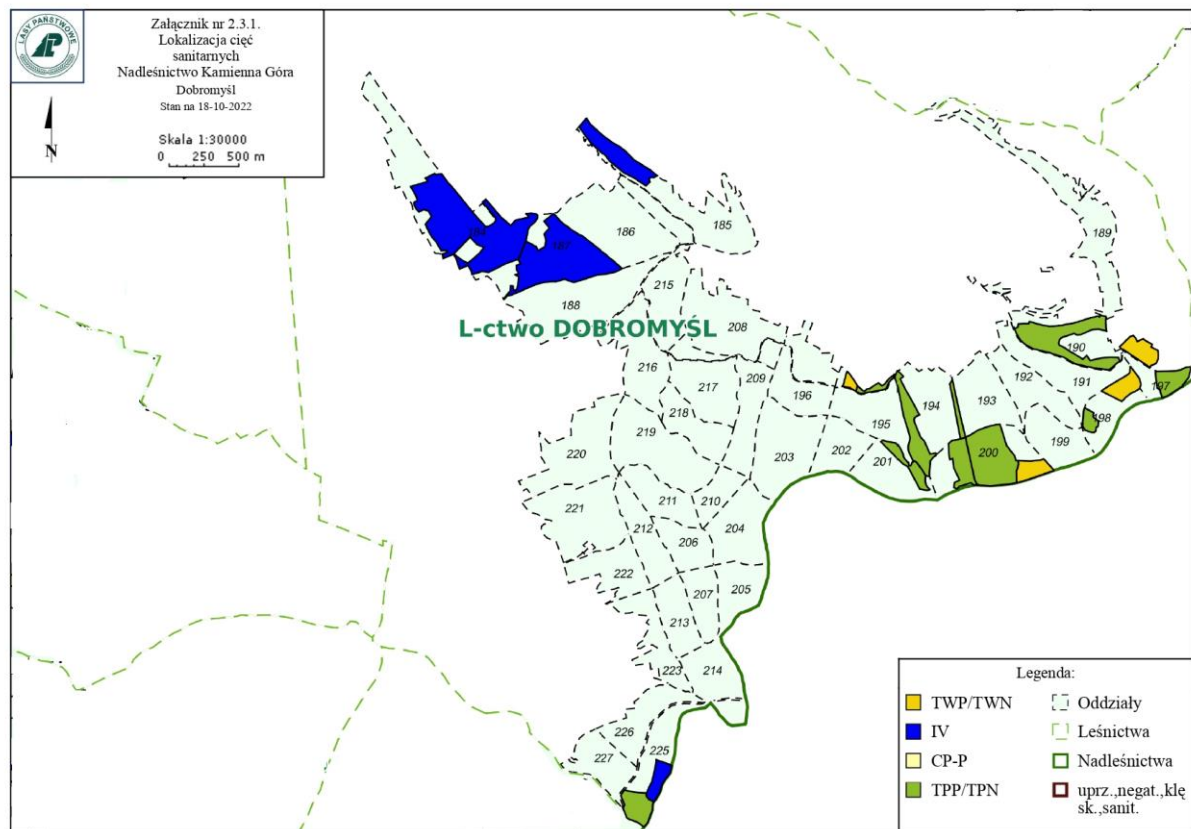 LASY PAŃSTWOWE
Załącznik nr 2.3.1.
Lokalizacja cięć
sanitarnych
Nadleśnictwo Kamienna Góra
Dobromyśl
Stan na 18-10-2022
N
Skala 1:30000
0 250 500 m
189
185
186
184
187
215
188
L-ctwo DOBROMYŚL
208
190
216
217
209
196
192
191
197
194
193
198
218
219
195
199
220
203
202
201
200
221
211
210
212
204
206
222
207
205
213
223
214
226
225
227
Legenda:
TWP/TWN
Oddziały
IV
Leśnictwa
CP-P
Nadleśnictwa
TPP/TPN
uprz.,negat.,klę
sk.,sanit.